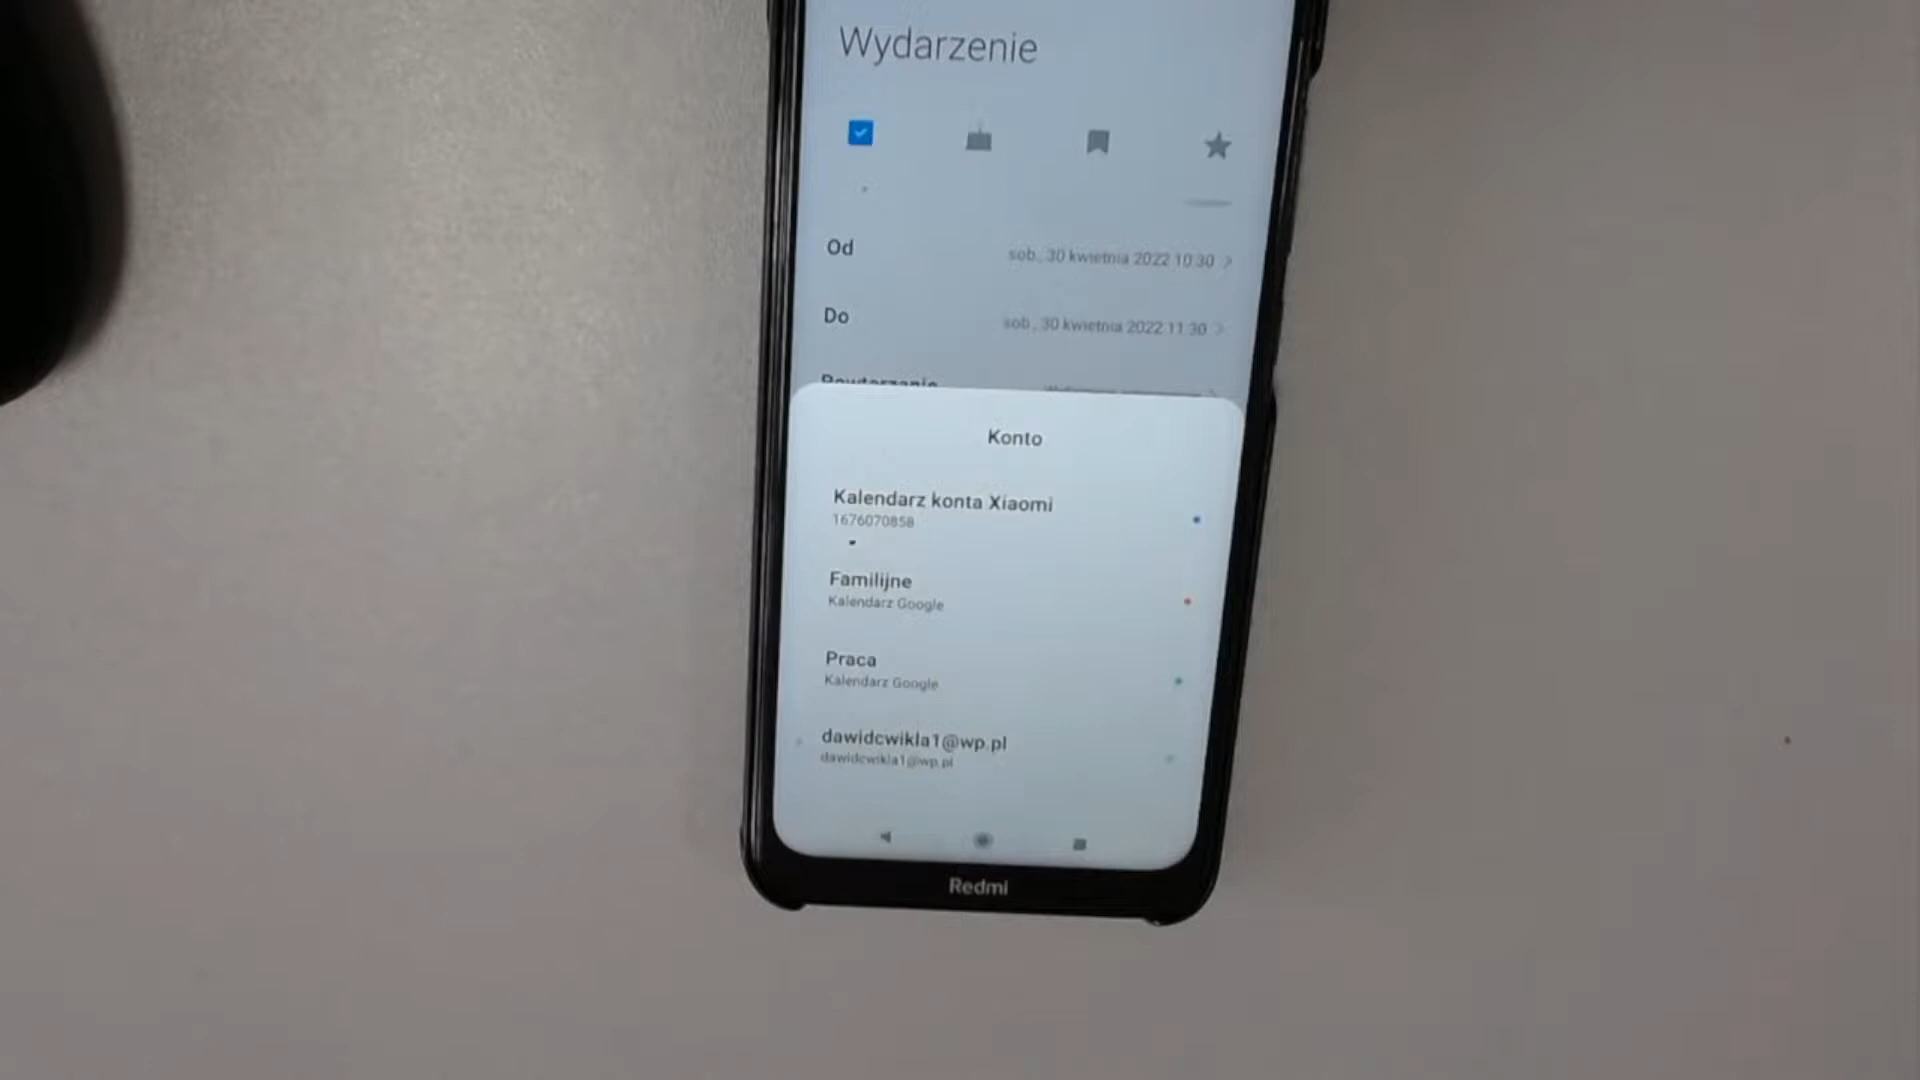 Wydarzenie
Od
sob., 30 kwietnia 2022 10:30
Do
sob., 30 kwietnia 2022 11:30
Powtarzanie
Konto
Kalendarz konta Xiaomi
1676070858
Familijne
Kalendarz Google
Praca
Kalendarz Google
dawidcwikla1@wp.pl
dawidcwikla1@wp.pl
Redmi